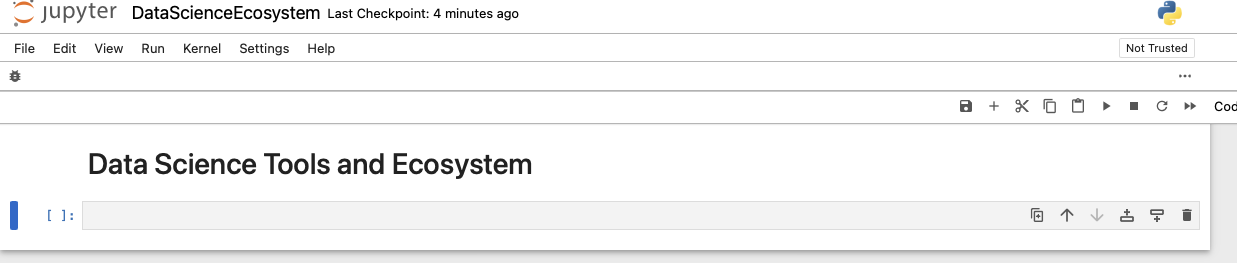 jupyter DataScienceEcosystem Last Checkpoint: 4 minutes ago
File Edit View Run Kernel Settings Help Not Trusted
Cod
Data Science Tools and Ecosystem
[ ]: